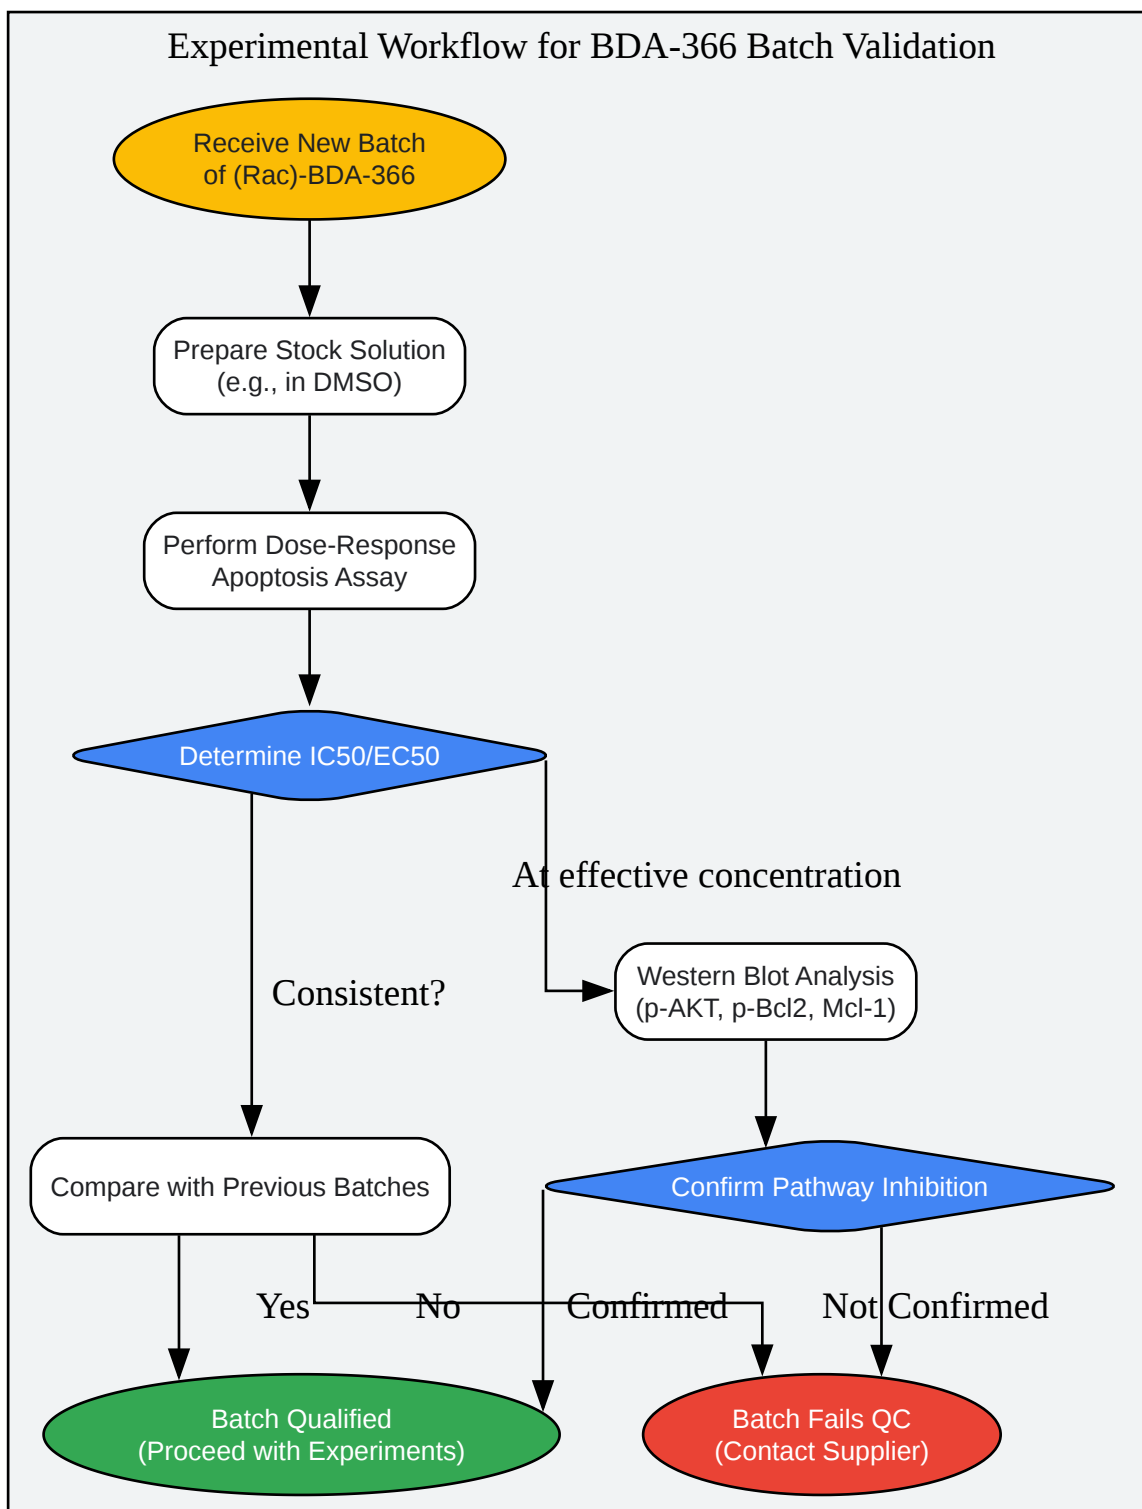 Experimental Workflow for BDA-366 Batch Validation
Receive New Batch
of (Rac)-BDA-366
Prepare Stock Solution
(e.g., in DMSO)
Perform Dose-Response
Apoptosis Assay
Determine IC50/EC50
At effective concentration
Western Blot Analysis
(p-AKT, p-Bcl2, Mcl-1)
Consistent?
Compare with Previous Batches
Confirm Pathway Inhibition
Yes
No
Confirmed
Not Confirmed
Batch Qualified
(Proceed with Experiments)
Batch Fails QC
(Contact Supplier)